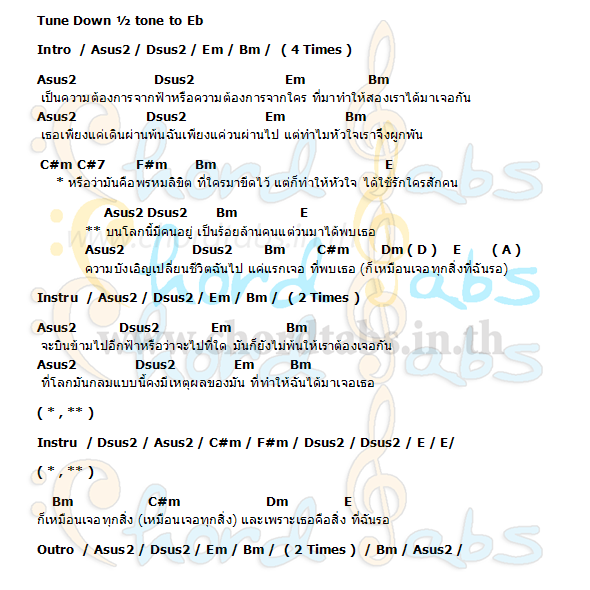 Tune Down ½ tone to Eb
Intro / Asus2 / Dsus2 / Em / Bm / ( 4 Times )
Asus2 Dsus2 Em Bm
เป็นความต้องการจากฟ้าหรือความต้องการจากใคร ที่มาทำให้สองเราได้มาเจอกัน
Asus2 Dsus2 Em Bm
เธอเพียงแค่เดินผ่านพ้นฉันเพียงแค่วนผ่านไป แต่ทำไมหัวใจเราจึงผูกพัน
C#m C#7 F#m Bm E
* หรือว่ามันคือพรหมลิขิต ที่ใครมาขีดไว้ แต่ก็ทำให้หัวใจ ได้ใช้รักใครสักคน
Asus2 Dsus2 Bm E
** บนโลกนี้มีคนอยู่ เป็นร้อยล้านคนแต่วนมาได้พบเธอ
Asus2 Dsus2 Bm C#m Dm ( D ) E ( A )
ความบังเอิญเปลี่ยนชีวิตฉันไป แค่แรกเจอ ที่พบเธอ (ก็เหมือนเจอทุกสิ่งที่ฉันรอ)
Instru / Asus2 / Dsus2 / Em / Bm / ( 2 Times )
Asus2 Dsus2 Em Bm
จะบินข้ามไปอีกฟ้าหรือว่าจะไปที่ใด มันก็ยังไม่พ้นให้เราต้องเจอกัน
Asus2 Dsus2 Em Bm
ที่โลกมันกลมแบบนี้คงมีเหตุผลของมัน ที่ทำให้ฉันได้มาเจอเธอ
( * , ** )
Instru / Dsus2 / Asus2 / C#m / F#m / Dsus2 / Dsus2 / E / E/
( * , ** )
Bm C#m Dm E
ก็เหมือนเจอทุกสิ่ง (เหมือนเจอทุกสิ่ง) และเพราะเธอคือสิ่ง ที่ฉันรอ
Outro / Asus2 / Dsus2 / Em / Bm / ( 2 Times ) / Bm / Asus2 /
www.chordtabs.in.th